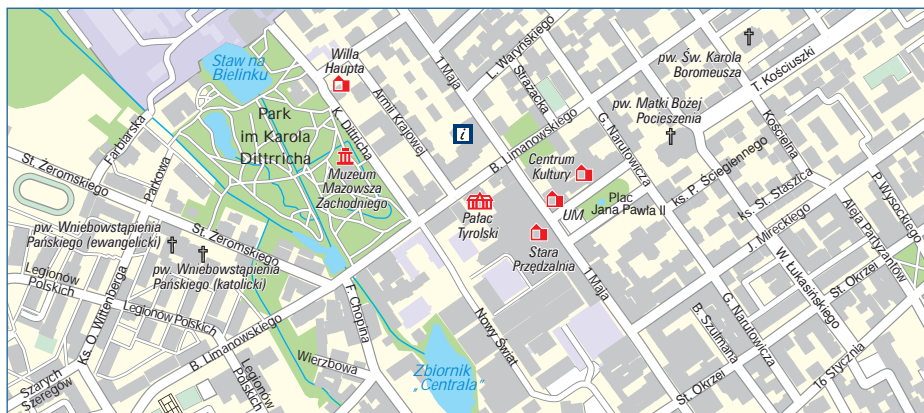 Staw na
Bielinku
Willa
Haupta
1 Maja
L. Waryńskiego
Strażacka
pw. Św. Karola
Boromeusza
T. Kościuszki
Park
im Karola
Dittrricha
K. Dittricha
Armii Krajowej
i
pw. Matki Bożej
Pocieszenia
G. Narutowicza
Kościelna
Farbiarska
Parkowa
St. Żeromskiego
Muzeum
Mazowsza
Zachodniego
B. Limanowskiego
Centrum
Kultury
UM
Plac
Jana Pawła II
ks. P. Ściegiennego
ks. St. Staszica
P. Wysockiego
Aleja Partyzantów
J. Mireckiego
pw. Wniebowstąpienia
Pańskiego (ewangelicki)
St. Żeromskiego
Pałac
Tyrolski
Stara
Przędzalnia
pw. Wniebowstąpienia
Pańskiego (katolicki)
Legionów
Polskich
Legionów Polskich
Ks. O. Wittenberga
F. Chopina
1 Maja
W. Łukasińskiego
St. Okrzei
B. Limanowskiego
Nowy Świat
B. Szulmana
G. Narutowicza
Wierzbowa
Zbiornik
„Centrala"
16 Stycznia
St. Okrzei
Szarych
Szeregów
Legionów
Polskich